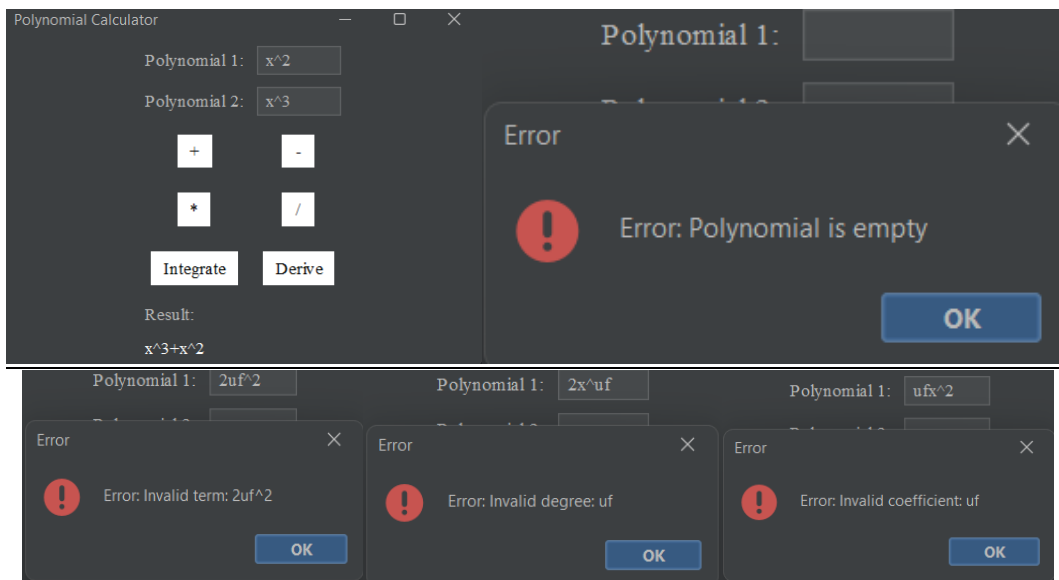 Polynomial Calculator
Polynomial 1: x^2
Polynomial 2: x^3
+ -
* /
Integrate Derive
Result:
x^3+x^2
Polynomial 1:
Error
Error: Polynomial is empty
OK
Polynomial 1: 2uf^2
Error
Error: Invalid term: 2uf^2
OK
Polynomial 1: 2x^uf
Error
Error: Invalid degree: uf
OK
Polynomial 1: ufx^2
Error
Error: Invalid coefficient: uf
OK